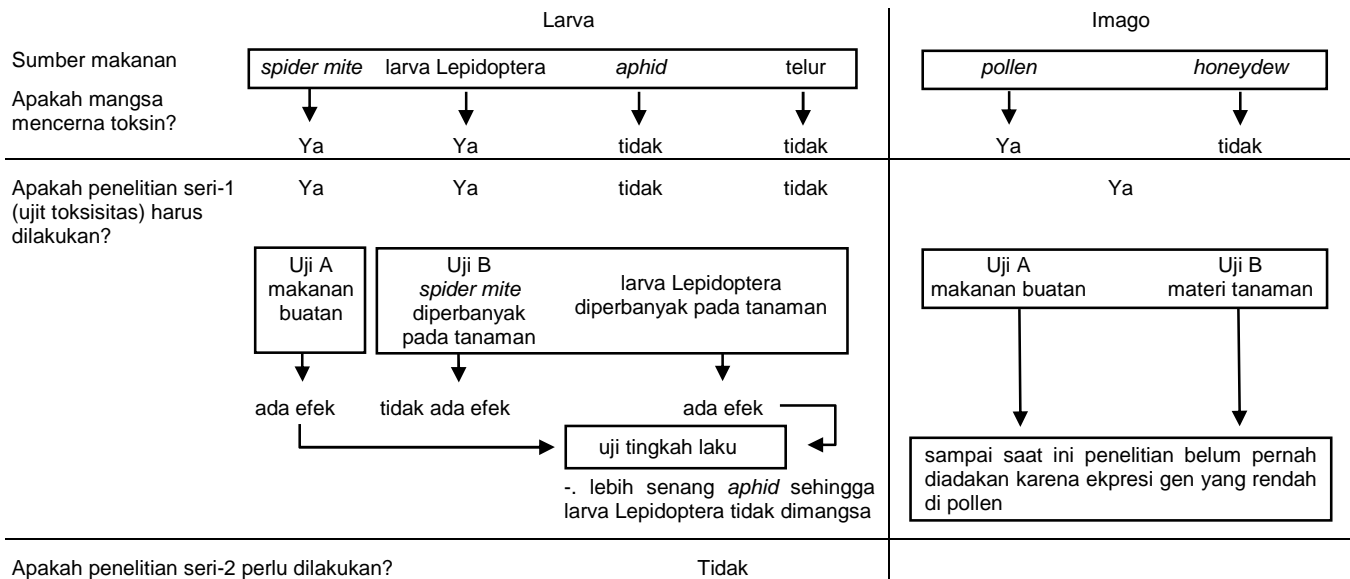 Larva
Imago
Sumber makanan
spider mite larva Lepidoptera aphid telur
pollen honeydew
Apakah mangsa
mencerna toksin?
Ya Ya tidak tidak
Ya tidak
Apakah penelitian seri-1
(ujit toksisitas) harus
dilakukan?
Ya Ya tidak tidak
Ya
Uji A
makanan
buatan
Uji B
spider mite
diperbanyak
pada tanaman
larva Lepidoptera
diperbanyak pada tanaman
Uji A
makanan buatan
Uji B
materi tanaman
ada efek tidak ada efek ada efek
uji tingkah laku
-. lebih senang aphid sehingga
larva Lepidoptera tidak dimangsa
sampai saat ini penelitian belum pernah
diadakan karena ekpresi gen yang rendah
di pollen
Apakah penelitian seri-2 perlu dilakukan? Tidak